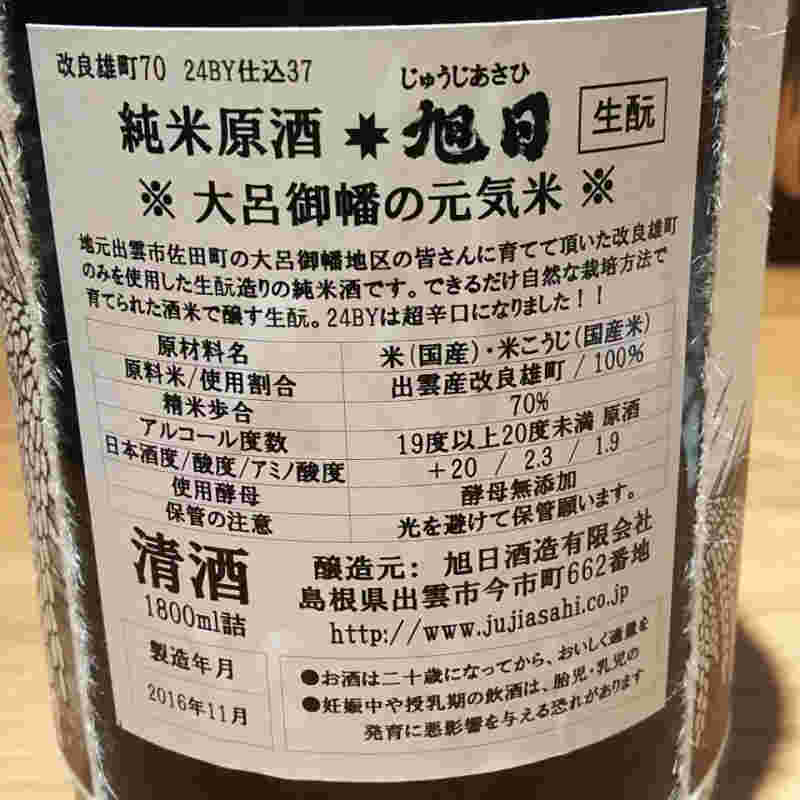 改良雄町70 24BY仕込37
じゅうじあさひ
純米原酒 旭日 生酛
※ 大呂御幡の元気米 ※
地元出雲市佐田町の大呂御幡地区の皆さんに育てて頂いた改良雄町
のみを使用した生酛造りの純米酒です。できるだけ自然な栽培方法で
育てられた酒米で醸す生酛。24BYは超辛口になりました！！
原材料名 米(国産)・米こうじ(国産米)
原料米/使用割合 出雲産改良雄町 / 100%
精米歩合 70%
アルコール度数 19度以上20度未満 原酒
日本酒度/酸度/アミノ酸度 +20 / 2.3 / 1.9
使用酵母 酵母無添加
保管の注意 光を避けて保管願います。
清酒
1800ml詰
醸造元: 旭日酒造有限会社
島根県出雲市今市町662番地
http://www.jujiasahi.co.jp
製造年月
2016年11月
●お酒は二十歳になってから、おいしく適量を
●妊娠中や授乳期の飲酒は、胎児・乳児の
発育に悪影響を与える恐れがあります